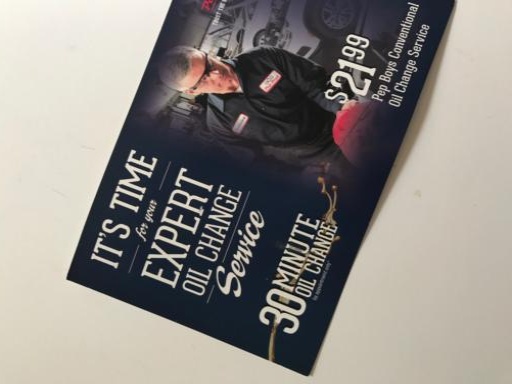 IT'S TIME
for your
EXPERT
OIL CHANGE
Service
30 MINUTE
OIL CHANGE
$21.99
Pep Boys Conventional
Oil Change Service